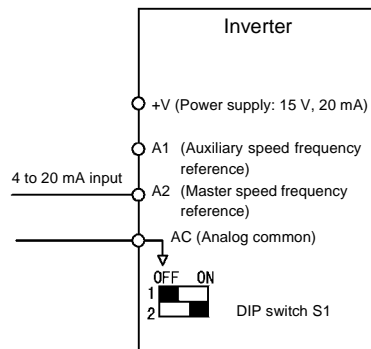 Inverter
+V (Power supply: 15 V, 20 mA)
A1 (Auxiliary speed frequency
reference)
4 to 20 mA input
A2 (Master speed frequency
reference)
AC (Analog common)
OFF ON
1
2
DIP switch S1